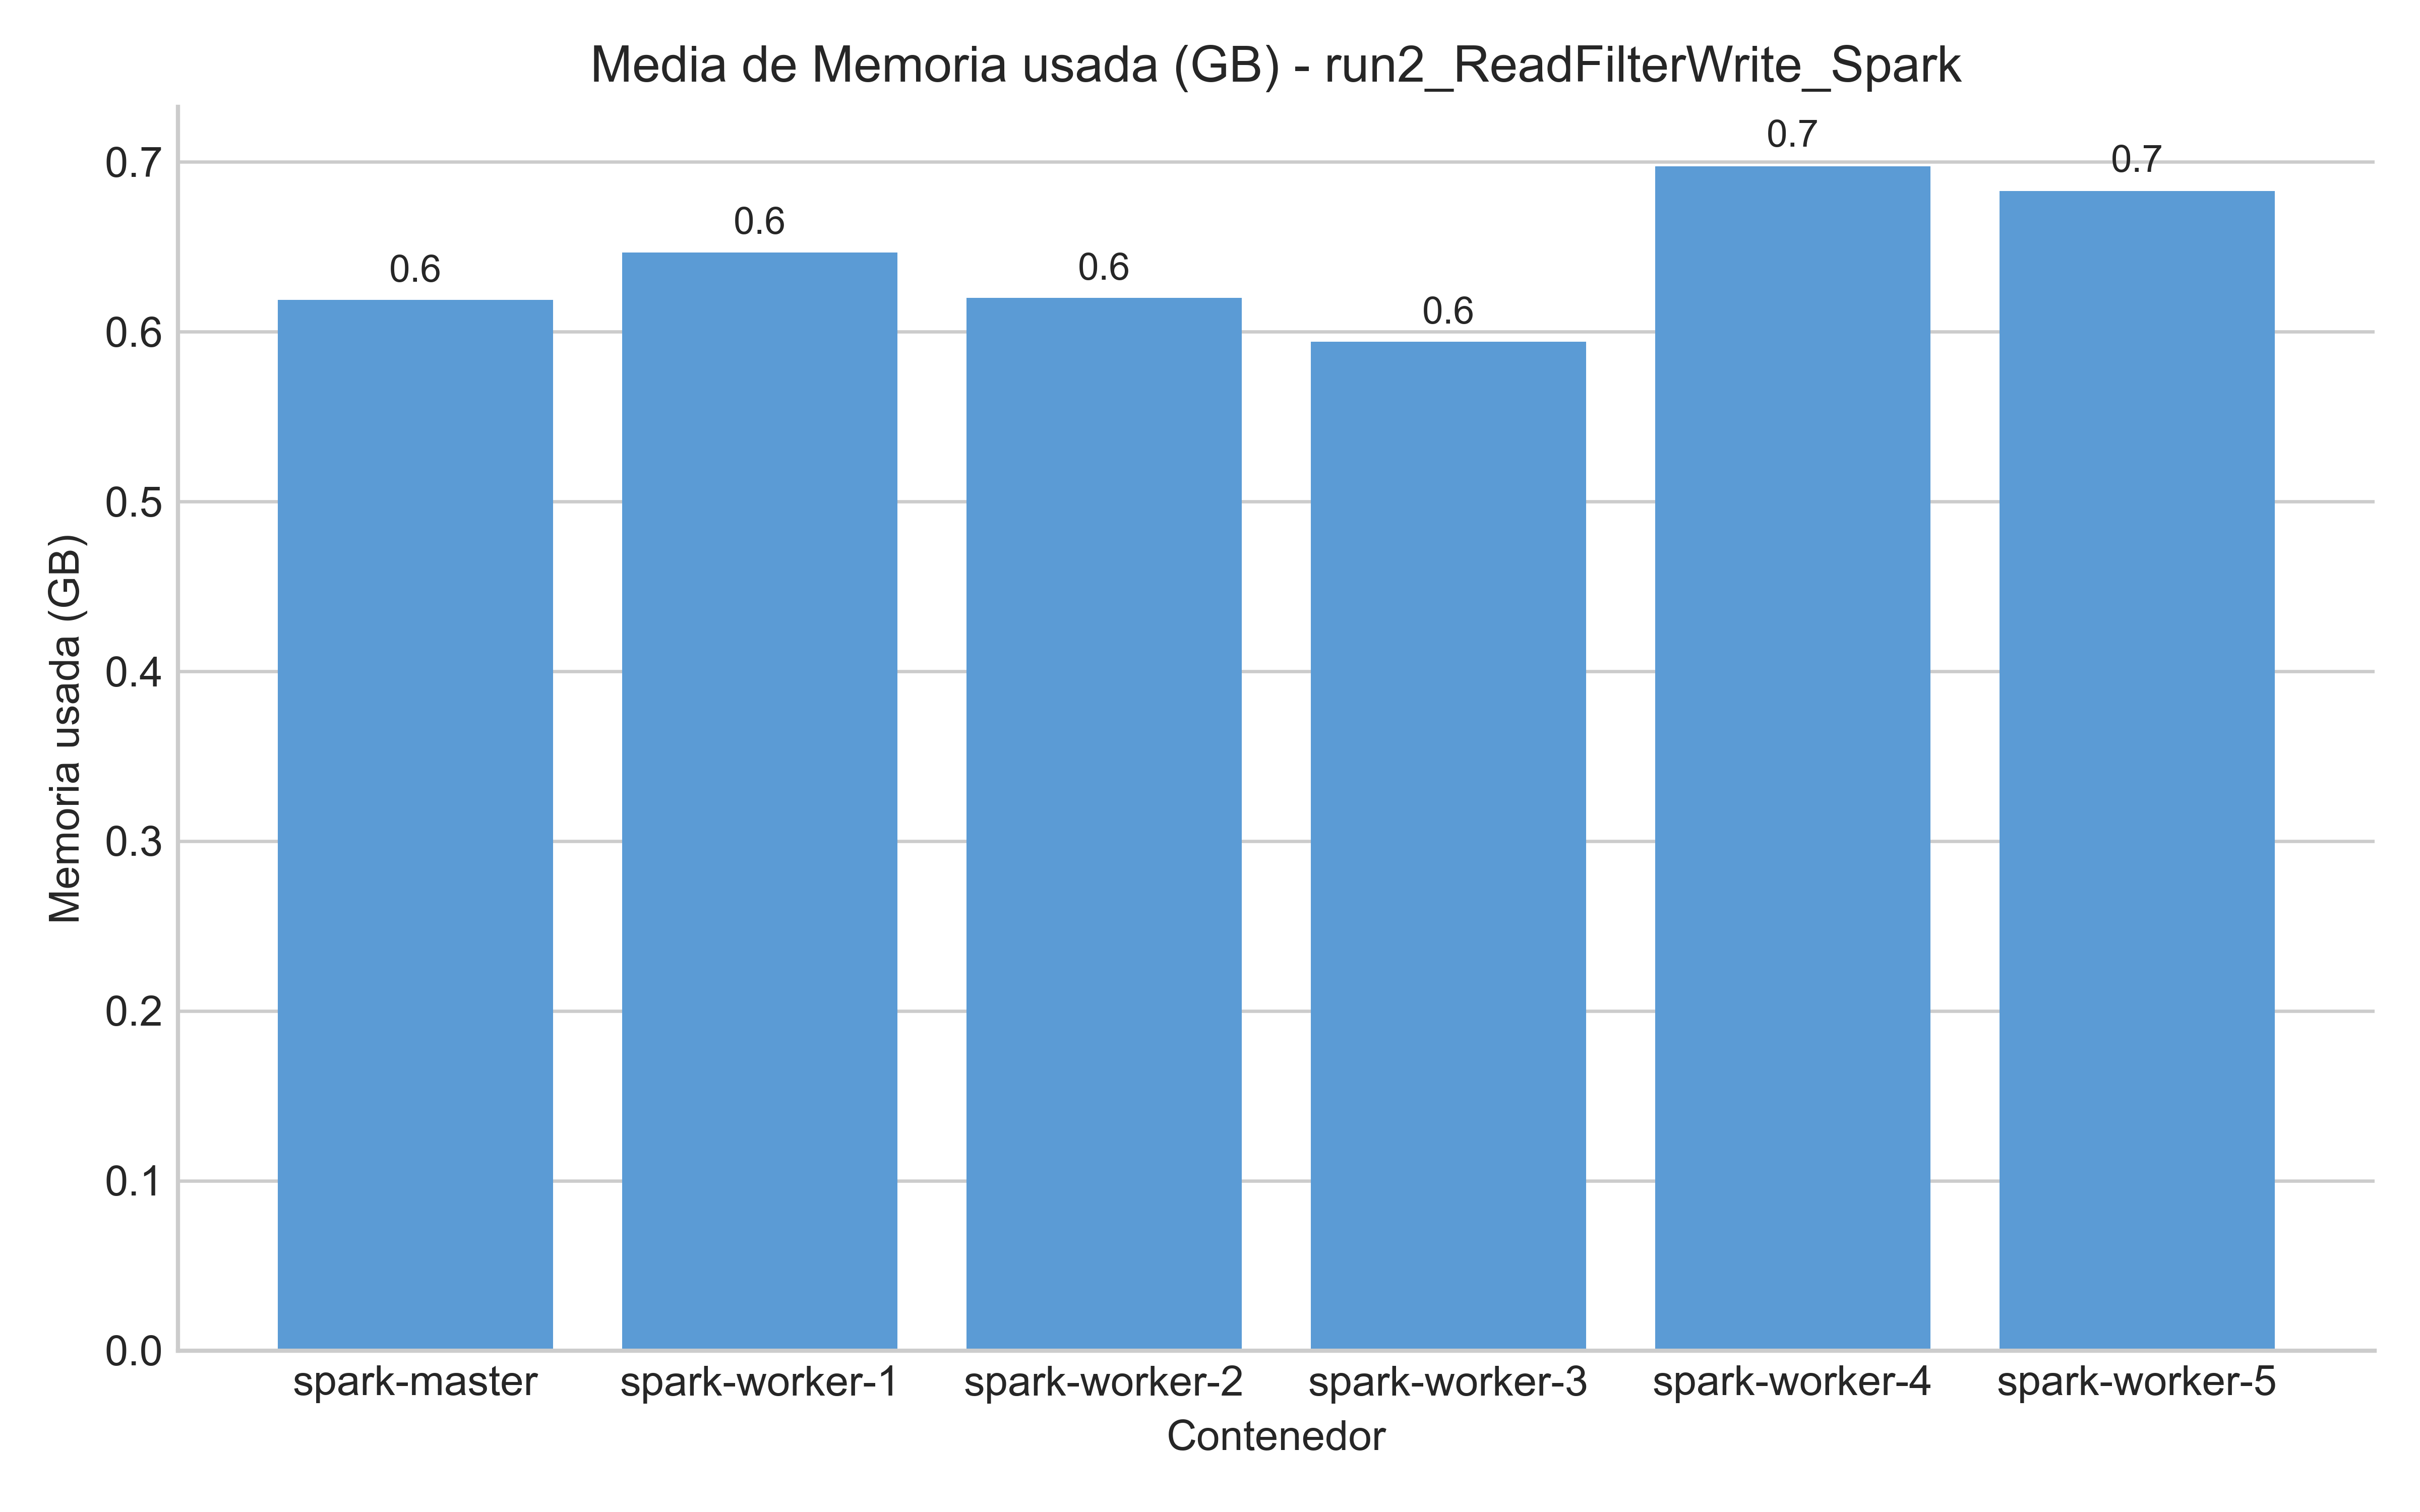 Media de Memoria usada (GB) - run2_ReadFilterWrite_Spark
Memoria usada (GB)
0.7
0.6
0.5
0.4
0.3
0.2
0.1
0.0
0.6
0.6
0.6
0.6
0.7
0.7
spark-master
spark-worker-1
spark-worker-2
spark-worker-3
spark-worker-4
spark-worker-5
Contenedor